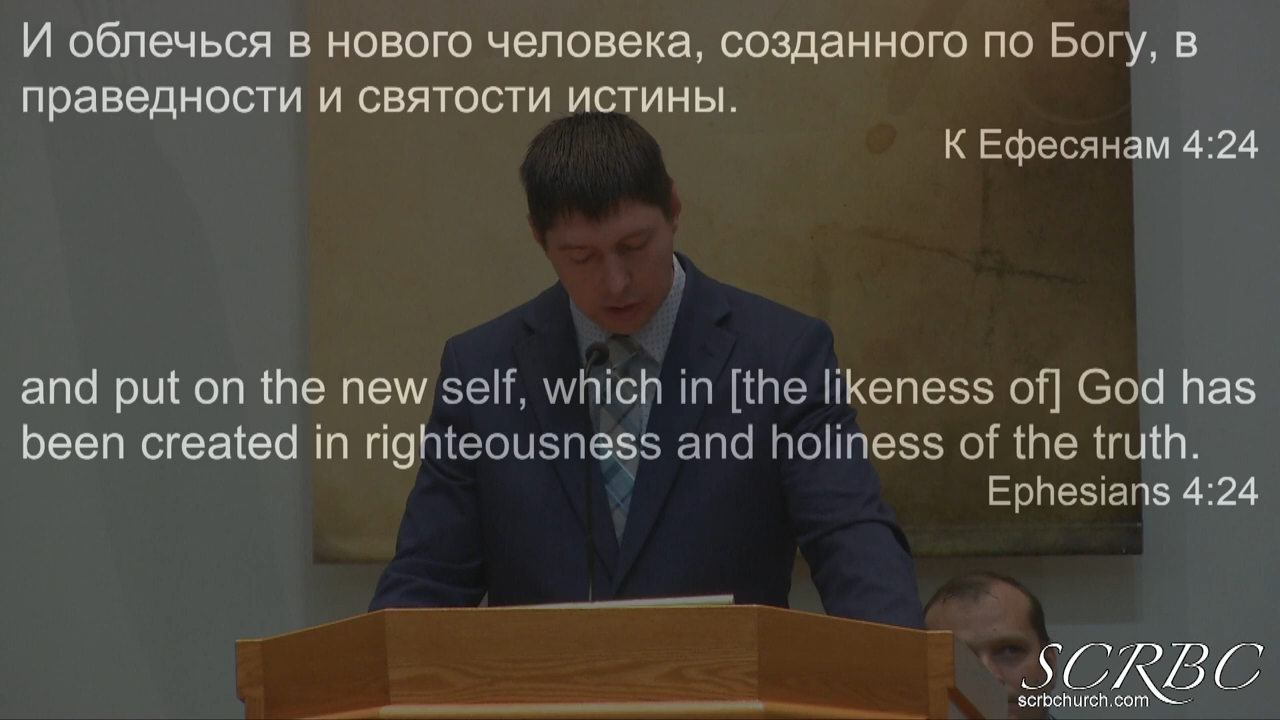 И облечься в нового человека, созданного по Богу, в
праведности и святости истины.
К Ефесянам 4:24
and put on the new self, which in [the likeness of] God has
been created in righteousness and holiness of the truth.
Ephesians 4:24
SCRBC
scrbchurch.com